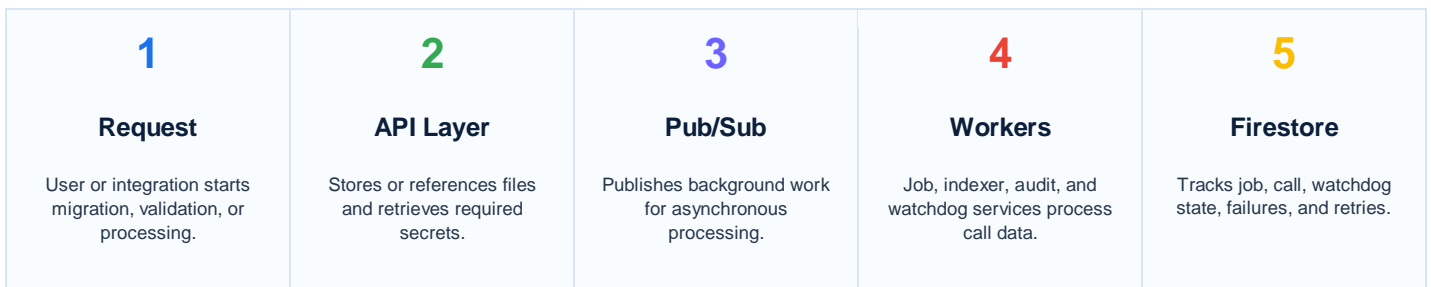 1
Request
User or integration starts
migration, validation, or
processing.
2
API Layer
Stores or references files
and retrieves required
secrets.
3
Pub/Sub
Publishes background work
for asynchronous
processing.
4
Workers
Job, indexer, audit, and
watchdog services process
call data.
5
Firestore
Tracks job, call, watchdog
state, failures, and retries.